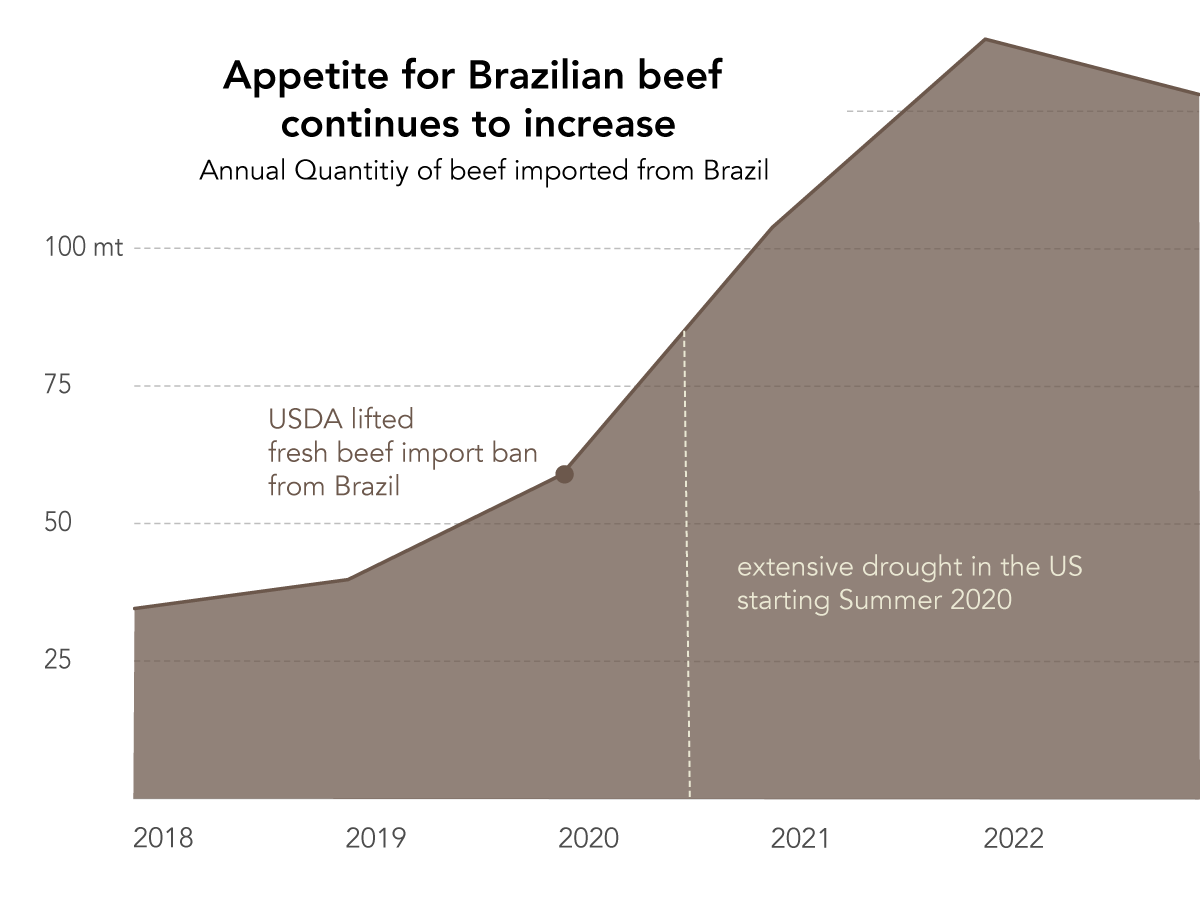 Appetite for Brazilian beef
continues to increase
Annual Quantitiy of beef imported from Brazil
100 mt
75
USDA lifted
fresh beef import ban
from Brazil
50
extensive drought in the US
starting Summer 2020
25
2018
2019
2020
2021
2022